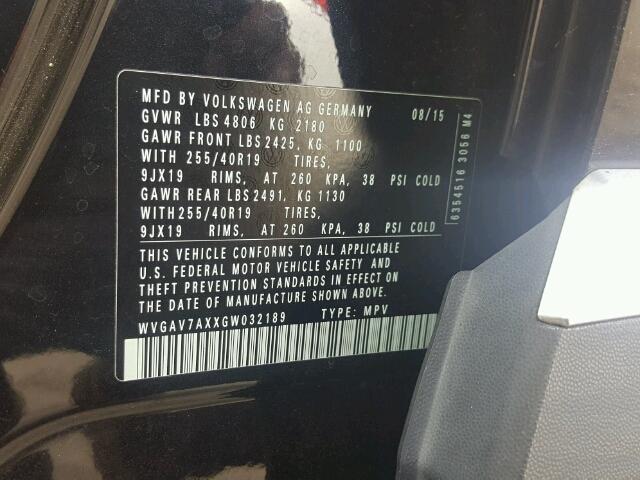 MFD BY VOLKSWAGEN AG GERMANY 08/15
GVWR LBS 4806 KG 2180
GAWR FRONT LBS 2425, KG 1100
WITH 255/40R19 TIRES,
9JX19 RIMS, AT 260 KPA, 38 PSI COLD
GAWR REAR LBS 2491, KG 1130
WITH 255/40R19 TIRES,
9JX19 RIMS, AT 260 KPA, 38 PSI COLD
THIS VEHICLE CONFORMS TO ALL APPLICABLE
U.S. FEDERAL MOTOR VEHICLE SAFETY AND
THEFT PREVENTION STANDARDS IN EFFECT ON
THE DATE OF MANUFACTURE SHOWN ABOVE.
WVGAV7AXXGW032189 TYPE: MPV
6354516 3056 M4